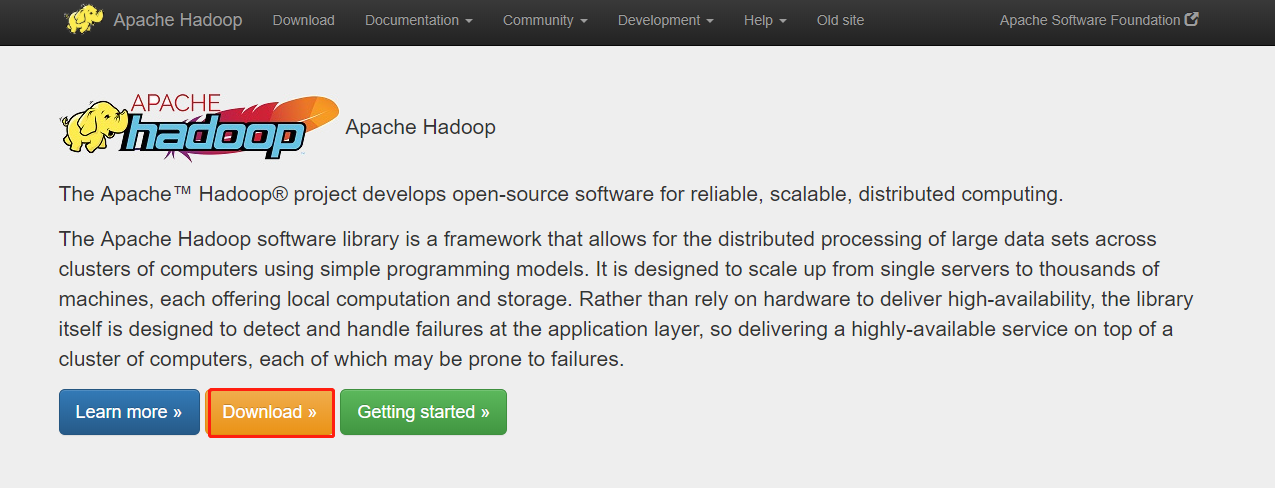 Apache Hadoop Download Documentation Community Development Help Old site Apache Software Foundation
APACHE
hadoop
Apache Hadoop
The Apache™ Hadoop® project develops open-source software for reliable, scalable, distributed computing.
The Apache Hadoop software library is a framework that allows for the distributed processing of large data sets across
clusters of computers using simple programming models. It is designed to scale up from single servers to thousands of
machines, each offering local computation and storage. Rather than rely on hardware to deliver high-availability, the library
itself is designed to detect and handle failures at the application layer, so delivering a highly-available service on top of a
cluster of computers, each of which may be prone to failures.
Learn more » Download » Getting started »